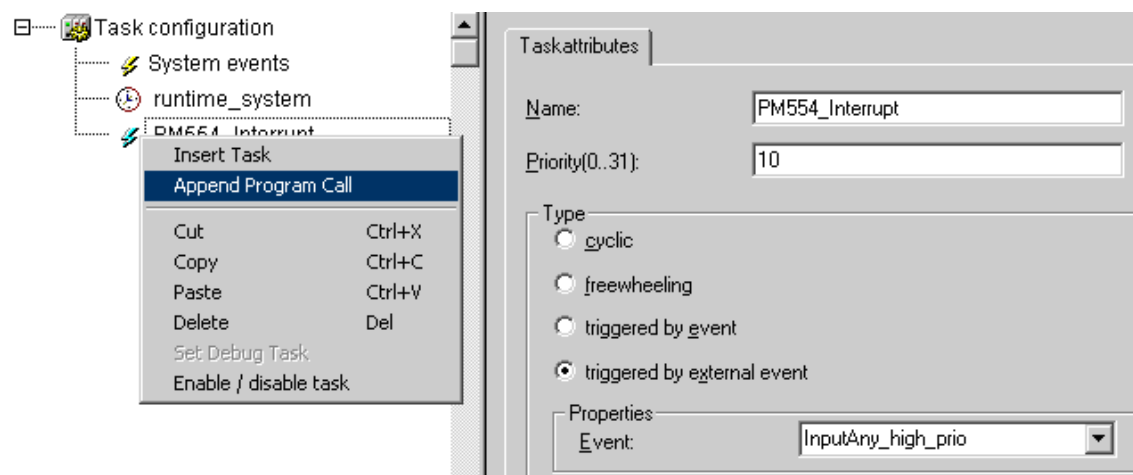 Task configuration
System events
runtime_system
PM554_Interrupt
Insert Task
Append Program Call
Cut Ctrl+X
Copy Ctrl+C
Paste Ctrl+V
Delete Del
Set Debug Task
Enable / disable task
Taskattributes
Name: PM554_Interrupt
Priority(0..31): 10
Type
cyclic
freewheeling
triggered by event
triggered by external event
Properties
Event: InputAny_high_prio